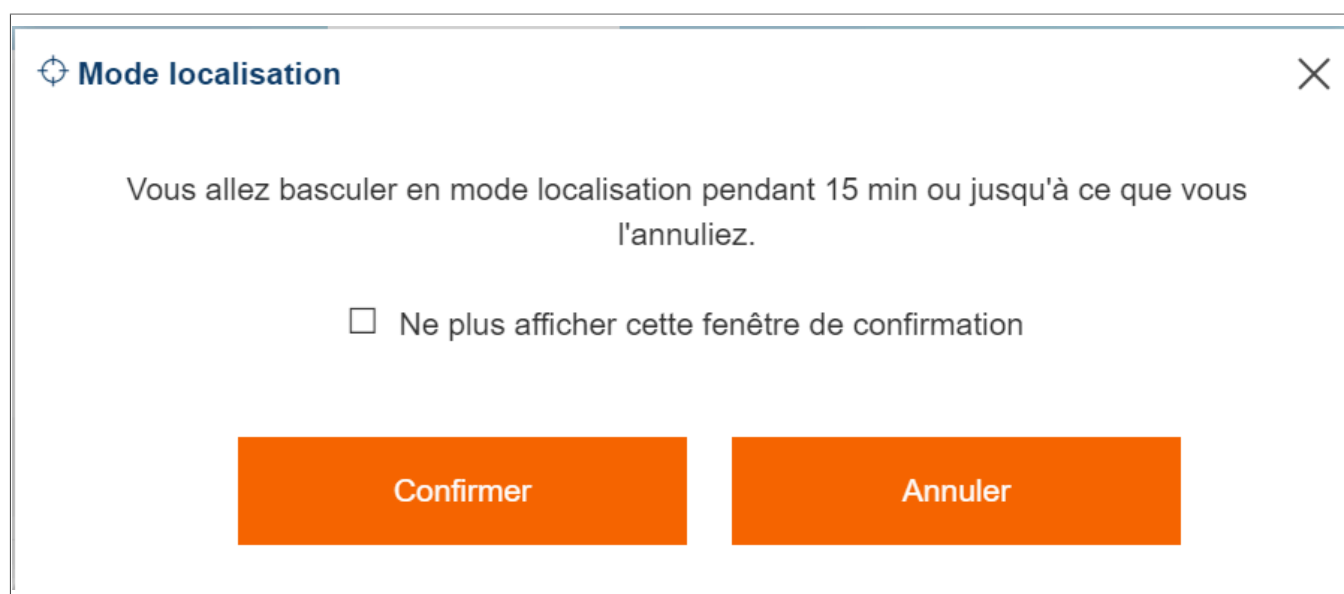 Mode localisation
Vous allez basculer en mode localisation pendant 15 min ou jusqu'à ce que vous
l'annuliez.
Ne plus afficher cette fenêtre de confirmation
Confirmer
Annuler